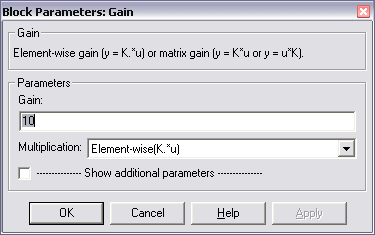 Block Parameters: Gain
Gain
Element-wise gain (y = K.*u) or matrix gain (y = K*u or y = u*K).
Parameters
Gain:
10
Multiplication: Element-wise(K.*u)
-------------- Show additional parameters --------------
OK Cancel Help Apply